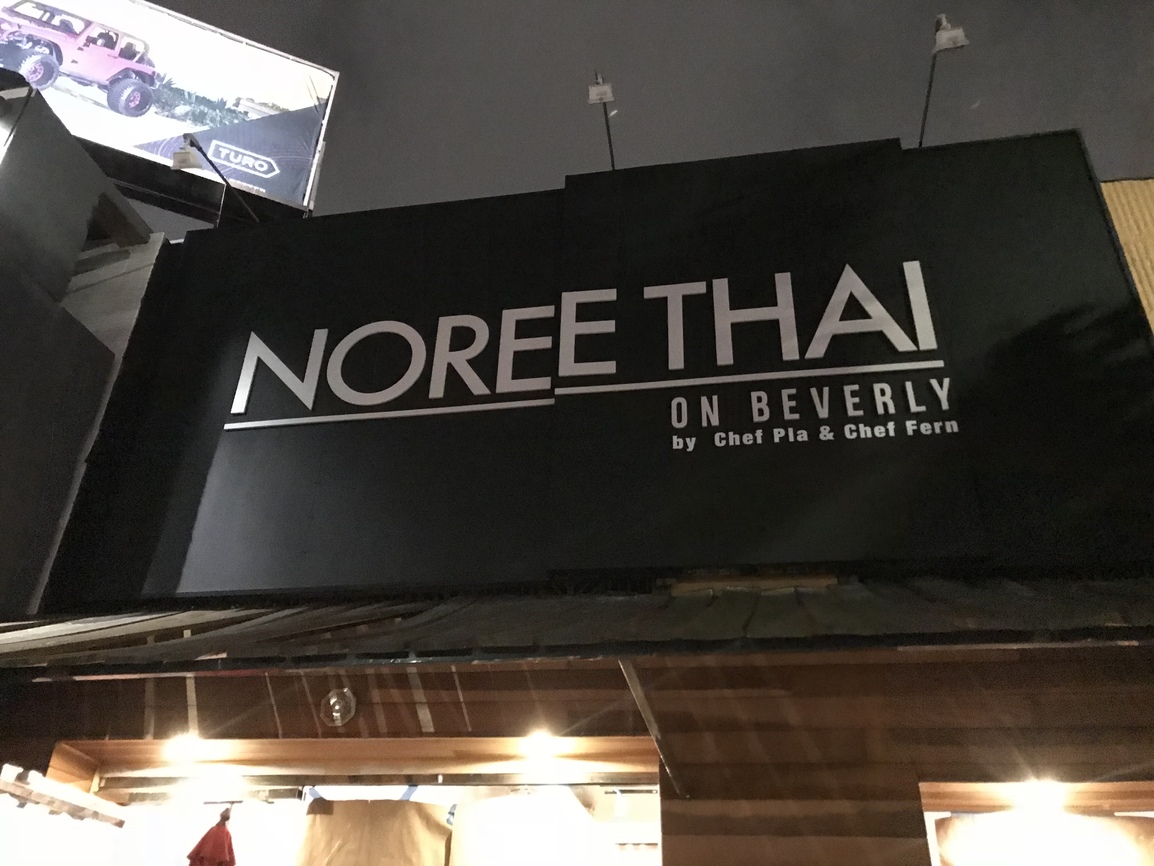 TURO
NOREE THAI
ON BEVERLY
by Chef Pla & Chef Fern